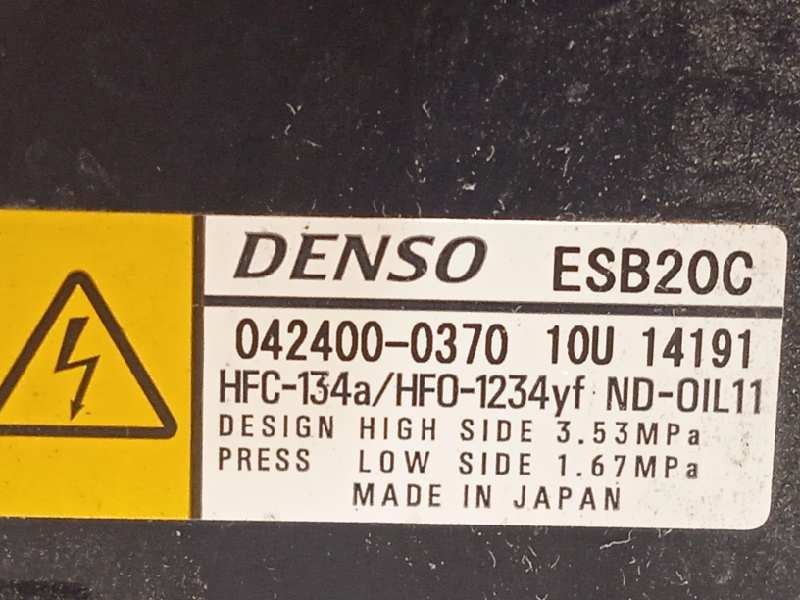 DENSO ESB20C
042400-0370 10U 14191
HFC-134a/HFO-1234yf ND-OIL11
DESIGN HIGH SIDE 3.53MPa
PRESS LOW SIDE 1.67MPa
MADE IN JAPAN